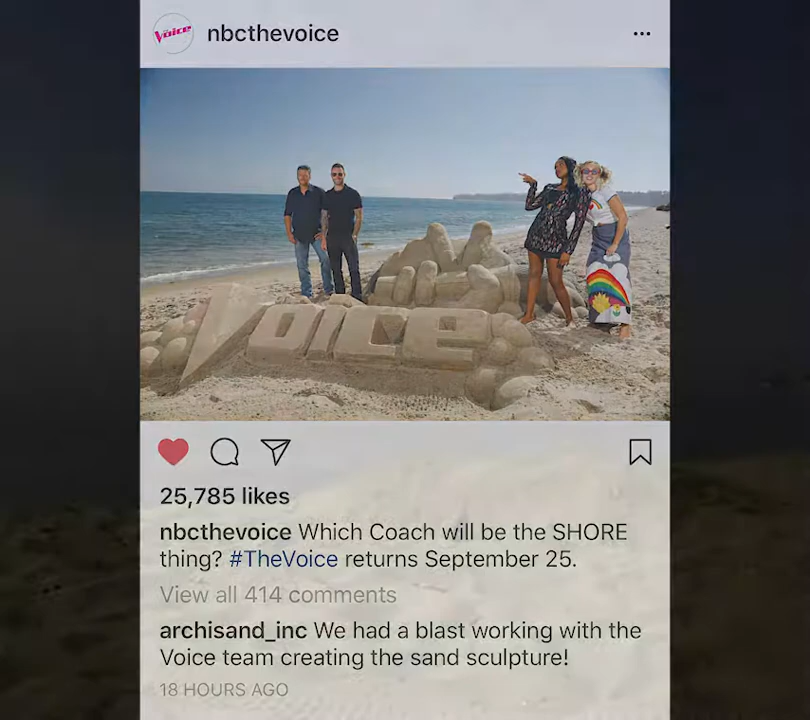 Voice
nbcthevoice
Voice
25,785 likes
nbcthevoice Which Coach will be the SHORE
thing? #TheVoice returns September 25.
View all 414 comments
archisand_inc We had a blast working with the
Voice team creating the sand sculpture!
18 HOURS AGO